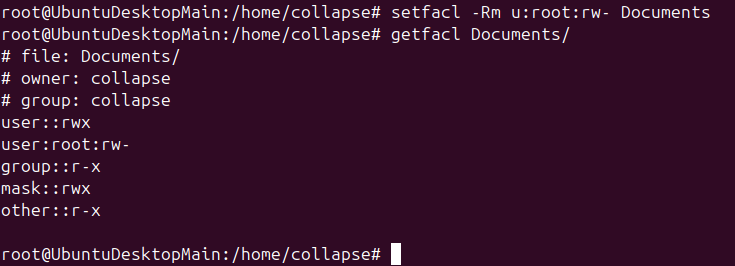 root@UbuntuDesktopMain:/home/collapse# setfacl -Rm u:root:rw- Documents
root@UbuntuDesktopMain:/home/collapse# getfacl Documents/
# file: Documents/
# owner: collapse
# group: collapse
user::rwx
user:root:rw-
group::r-x
mask::rwx
other::r-x
root@UbuntuDesktopMain:/home/collapse#